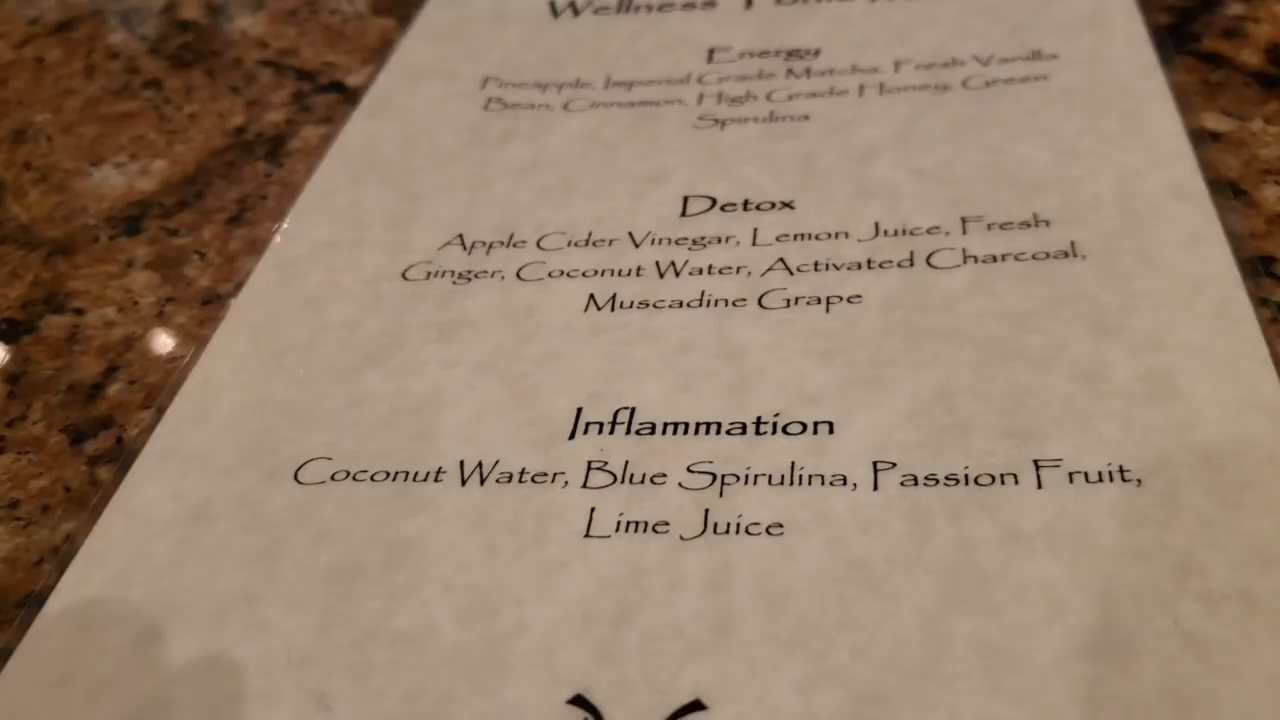 Wellness
Energy
Pineapple, Imperial Grade Matcha, Fresh Vanilla
Bean, Cinnamon, High Grade Honey, Green
Spirulina
Detox
Apple Cider Vinegar, Lemon Juice, Fresh
Ginger, Coconut Water, Activated Charcoal,
Muscadine Grape
Inflammation
Coconut Water, Blue Spirulina, Passion Fruit,
Lime Juice